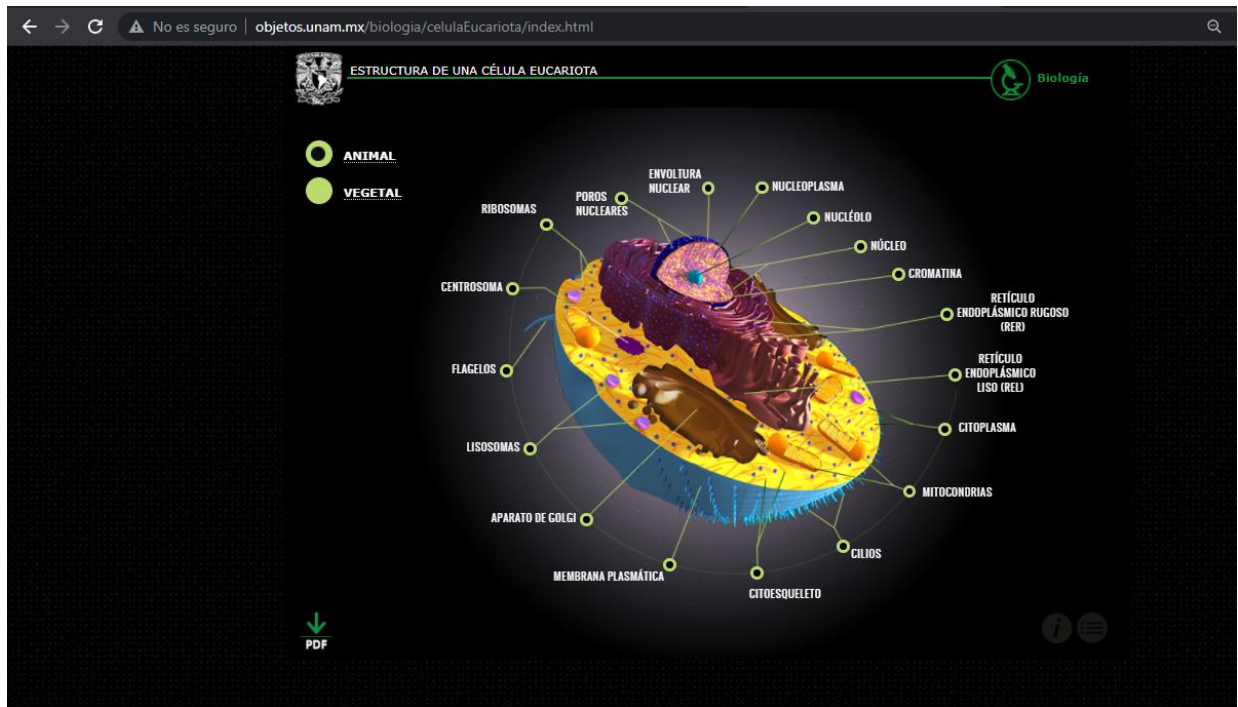 No es seguro | objetos.unam.mx/biologia/celulaEucariota/index.html
ESTRUCTURA DE UNA CÉLULA EUCARIOTA
Biología
ANIMAL
VEGETAL
ENVOLTURA
NUCLEAR
NUCLEOPLASMA
POROS
NUCLEARES
RIBOSOMAS
NUCLÉOLO
NÚCLEO
CROMATINA
CENTROSOMA
RETÍCULO
ENDOPLÁSMICO RUGOSO
(RER)
RETÍCULO
ENDOPLÁSMICO
LISO (REL)
FLAGELOS
CITOPLASMA
LISOSOMAS
MITOCONDRIAS
APARATO DE GOLGI
CILIOS
MEMBRANA PLASMÁTICA
CITOESQUELETO
PDF
i